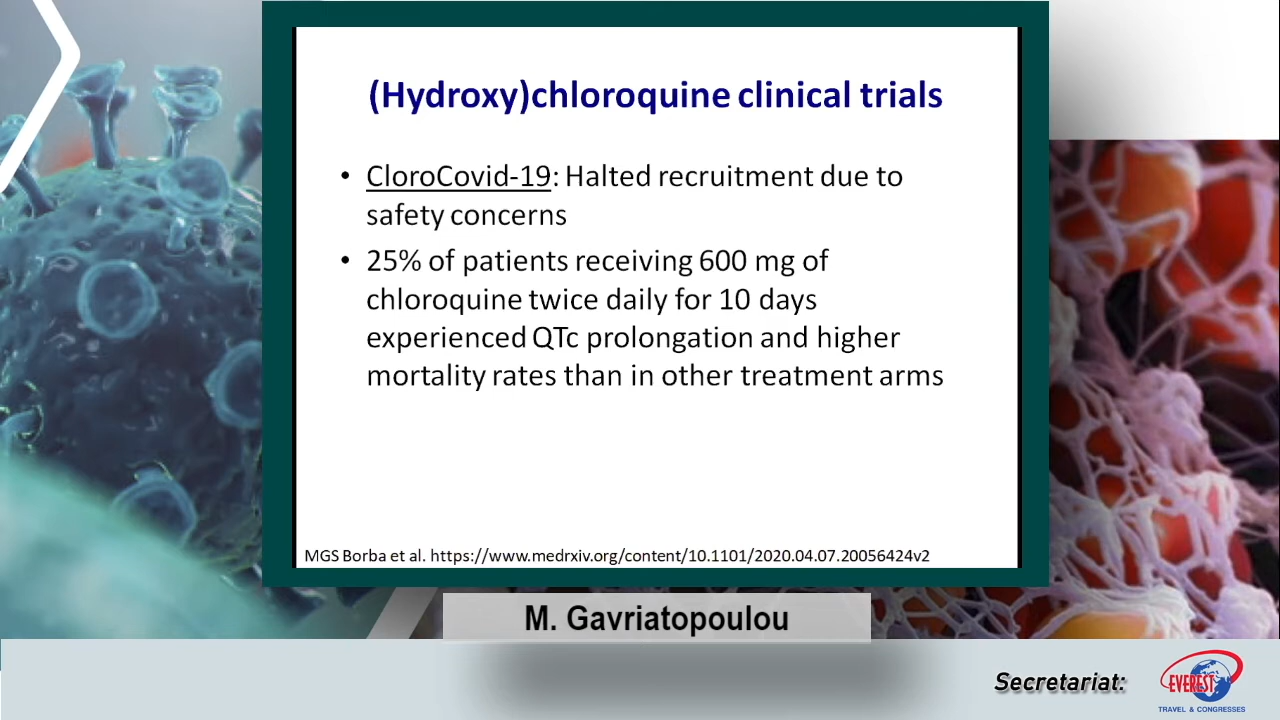 (Hydroxy)chloroquine clinical trials
• CloroCovid-19: Halted recruitment due to
safety concerns
• 25% of patients receiving 600 mg of
chloroquine twice daily for 10 days
experienced QTc prolongation and higher
mortality rates than in other treatment arms
MGS Borba et al. https://www.medrxiv.org/content/10.1101/2020.04.07.20056424v2
M. Gavriatopoulou
Secretariat:
EVEREST
TRAVEL & CONGRESSES